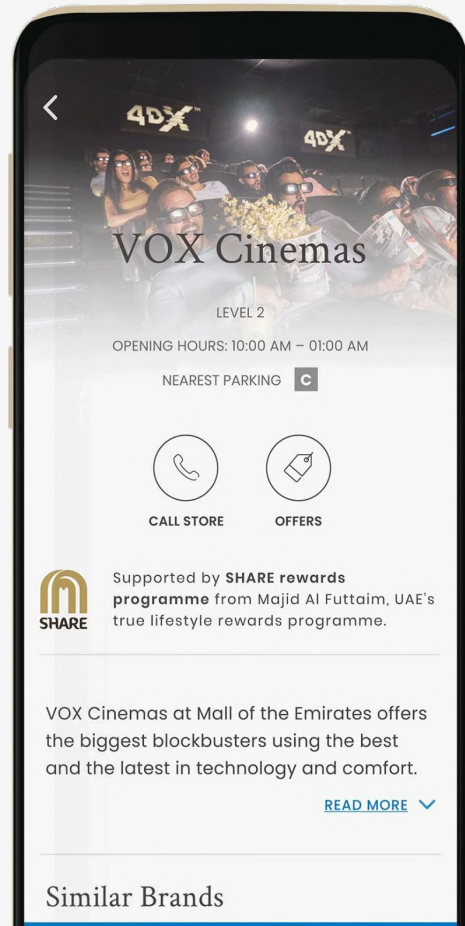 4DX™
4DX™
VOX Cinemas
LEVEL 2
OPENING HOURS: 10:00 AM – 01:00 AM
NEAREST PARKING C
CALL STORE
OFFERS
SHARE
Supported by SHARE rewards
programme from Majid Al Futtaim, UAE's
true lifestyle rewards programme.
VOX Cinemas at Mall of the Emirates offers
the biggest blockbusters using the best
and the latest in technology and comfort.
READ MORE
Similar Brands